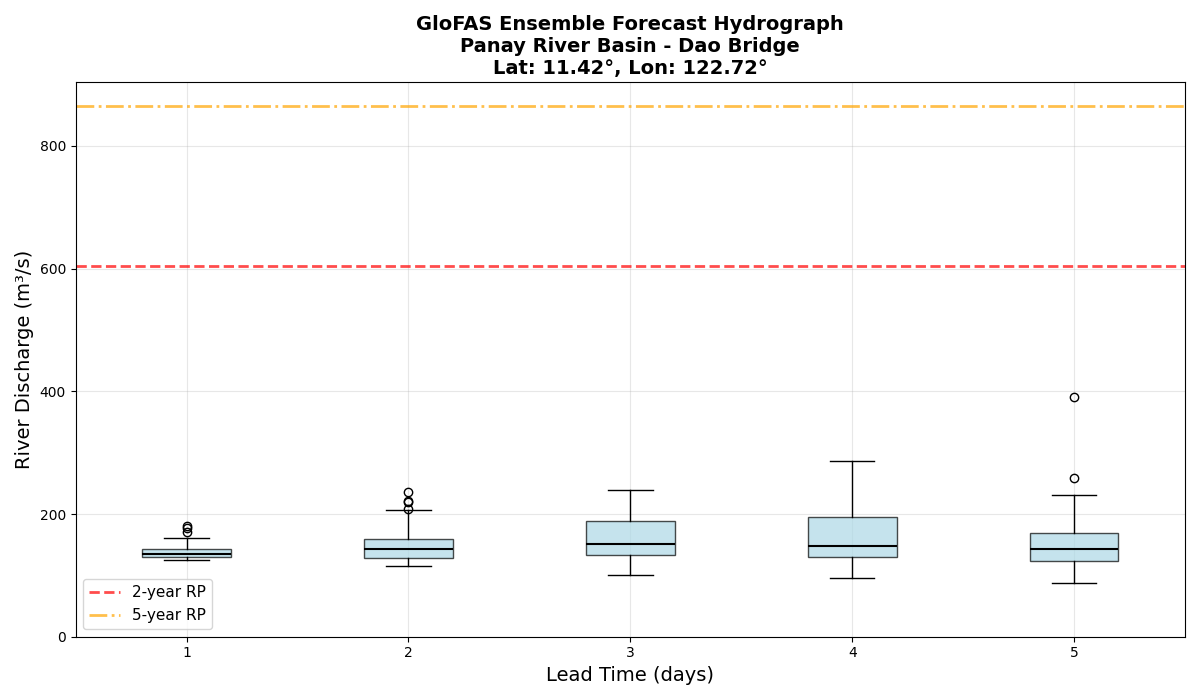 GloFAS Ensemble Forecast Hydrograph
Panay River Basin - Dao Bridge
Lat: 11.42°, Lon: 122.72°
River Discharge (m³/s)
800
600
400
200
0
2-year RP
5-year RP
1 2 3 4 5
Lead Time (days)